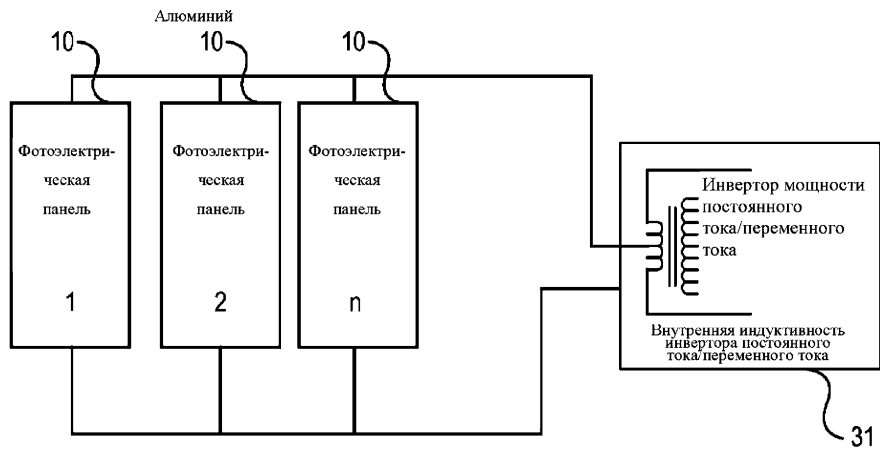 Алюминий
10 10 10
Фотоэлектри-
ческая
панель
1
Фотоэлектри-
ческая
панель
2
Фотоэлектри-
ческая
панель
n
Инвертор мощности
постоянного
тока/переменного
тока
Внутренняя индуктивность
инвертора постоянного
тока/переменного тока
31